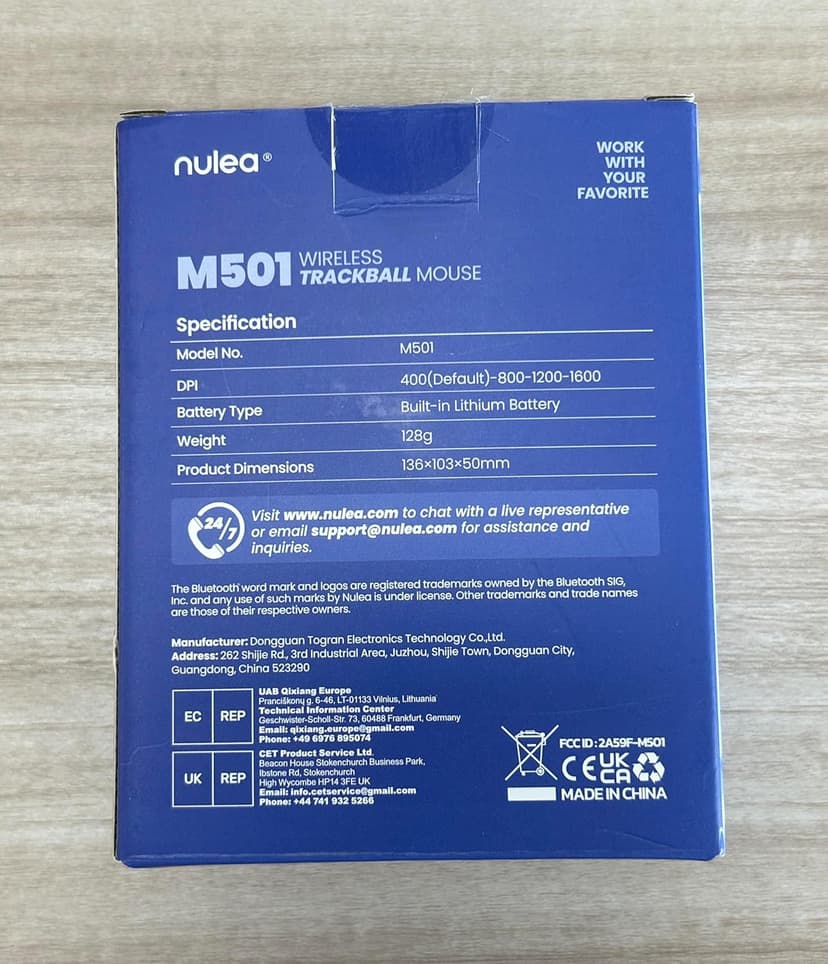 nulea®
WORK
WITH
YOUR
FAVORITE
M501 WIRELESS
TRACKBALL MOUSE
Specification
Model No. M501
DPI 400(Default)-800-1200-1600
Battery Type Built-in Lithium Battery
Weight 128g
Product Dimensions 136×103×50mm
24/7
Visit www.nulea.com to chat with a live representative
or email support@nulea.com for assistance and
inquiries.
The Bluetooth® word mark and logos are registered trademarks owned by the Bluetooth SIG,
Inc. and any use of such marks by Nulea is under license. Other trademarks and trade names
are those of their respective owners.
Manufacturer: Dongguan Togran Electronics Technology Co.,Ltd.
Address: 262 Shijie Rd., 3rd Industrial Area, Juzhou, Shijie Town, Dongguan City,
Guangdong, China 523290
EC REP
UAB Qixiang Europe
Pranciškonų g. 6-46, LT-01133 Vilnius, Lithuania
Technical Information Center
Geschwister-Scholl-Str. 73, 60488 Frankfurt, Germany
Email: qixiang.europe@gmail.com
Phone: +49 6976 895074
UK REP
CET Product Service Ltd.
Beacon House Stokenchurch Business Park,
Ibstone Rd, Stokenchurch
High Wycombe HP14 3FE UK
Email: info.cetservice@gmail.com
Phone: +44 741 932 5266
FCC ID: 2A59F-M501
CE UK
CA
MADE IN CHINA